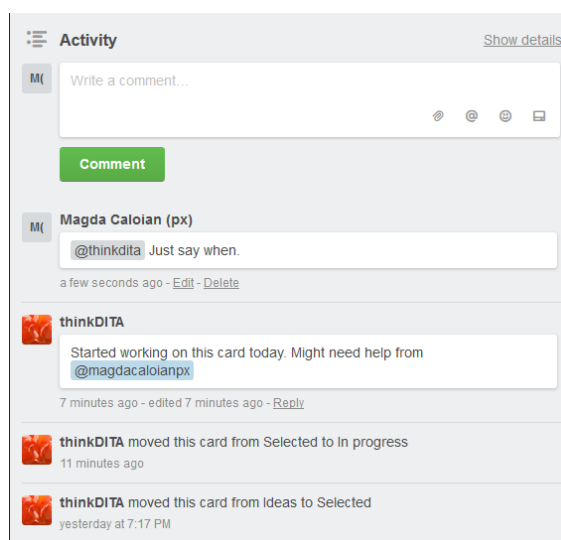 Activity
Show details
M(
Write a comment...
Comment
M(
Magda Caloian (px)
@thinkdita Just say when.
a few seconds ago - Edit - Delete
thinkDITA
Started working on this card today. Might need help from
@magdacaloianpx
7 minutes ago - edited 7 minutes ago - Reply
thinkDITA moved this card from Selected to In progress
11 minutes ago
thinkDITA moved this card from Ideas to Selected
yesterday at 7:17 PM